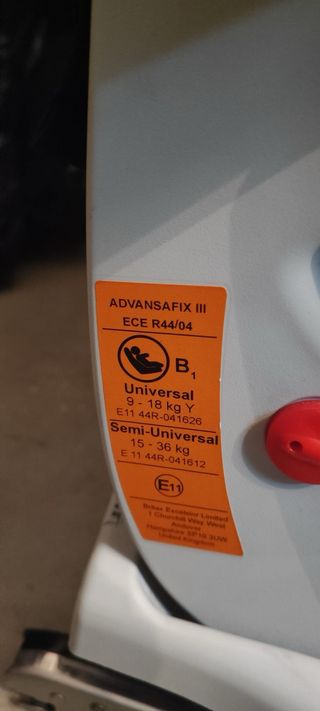 ADVANSAFIX III
ECE R44/04
B1
Universal
9 - 18 kg Y
E11 44R-041626
Semi-Universal
15 - 36 kg
E 11 44R-041612
E11
Britax Excelsior Limited
1 Churchill Way West
Andover
Hampshire SP10 3UW
United Kingdom